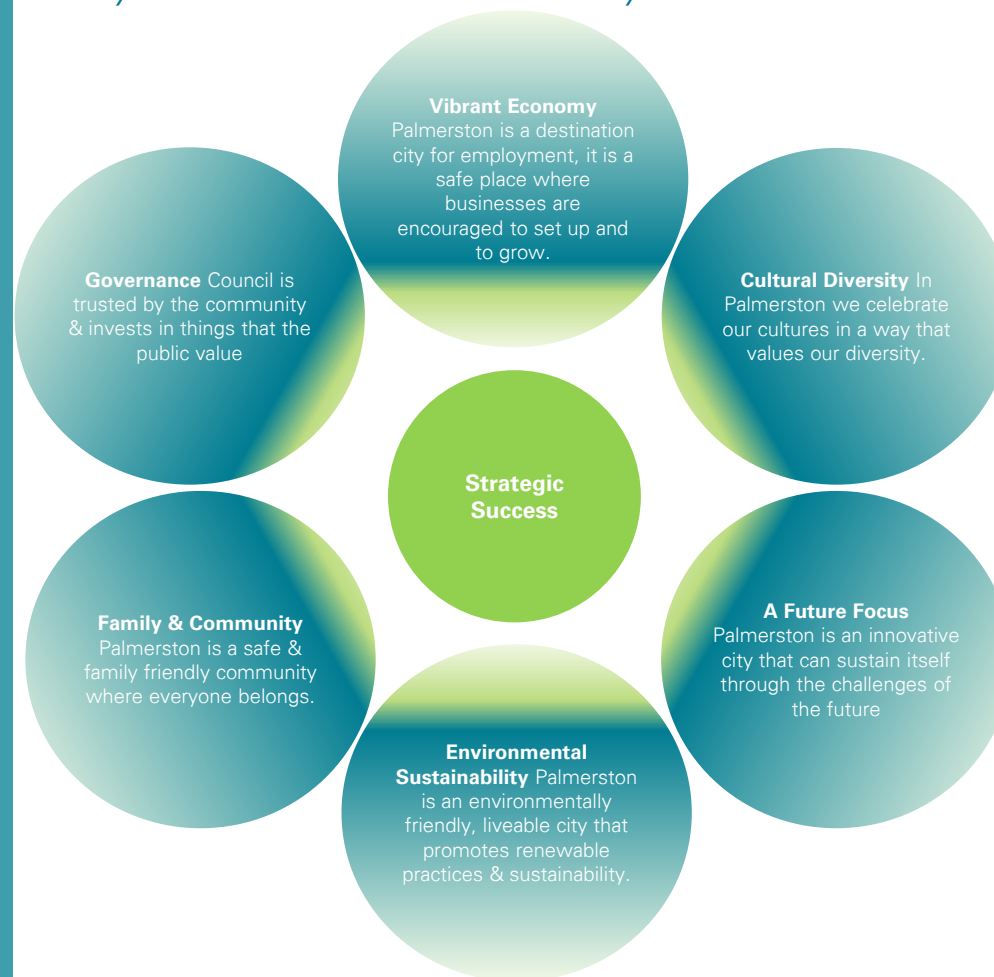 Vibrant Economy
Palmerston is a destination
city for employment, it is a
safe place where
businesses are
encouraged to set up and
to grow.
Cultural Diversity In
Palmerston we celebrate
our cultures in a way that
values our diversity.
A Future Focus
Palmerston is an innovative
city that can sustain itself
through the challenges of
the future
Environmental
Sustainability Palmerston
is an environmentally
friendly, liveable city that
promotes renewable
practices & sustainability.
Family & Community
Palmerston is a safe &
family friendly community
where everyone belongs.
Governance Council is
trusted by the community
& invests in things that the
public value
Strategic
Success